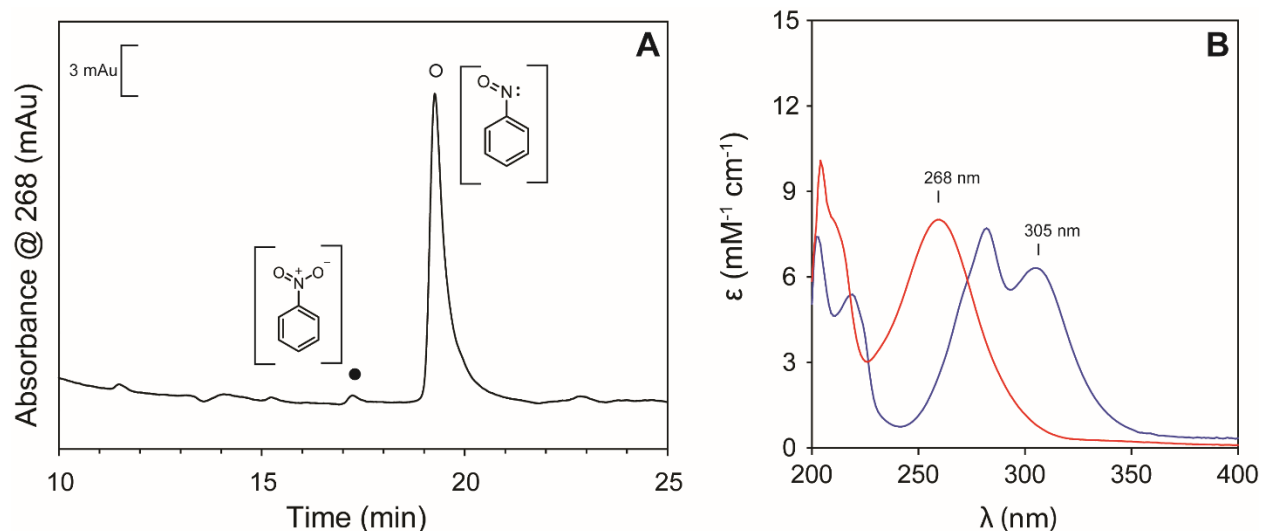 A
3 mAu
O
N:
O
N
+
O
−
Absorbance @ 268 (mAu)
10
15
20
25
Time (min)
B
15
12
9
6
3
0
268 nm
305 nm
ε (mM⁻¹ cm⁻¹)
200
250
300
350
400
λ (nm)